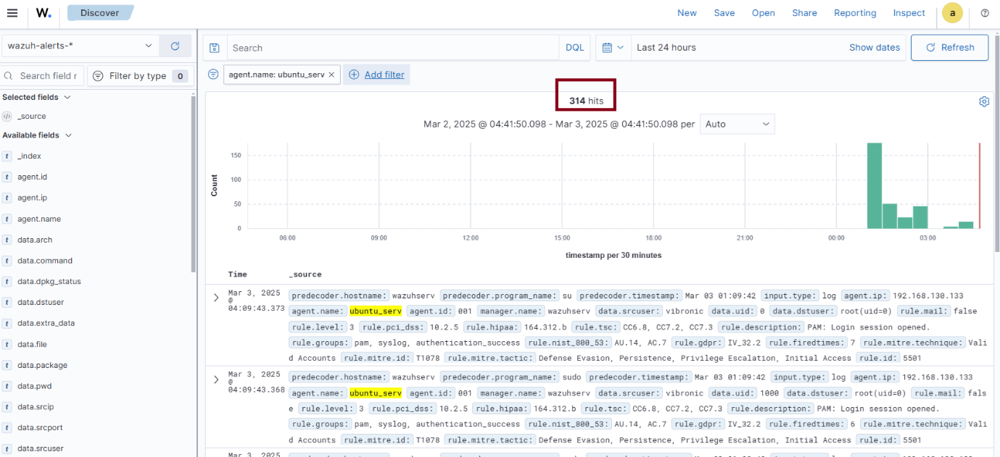 W. Discover New Save Open Share Reporting Inspect a
wazuh-alerts-*
Search DQL Last 24 hours Show dates Refresh
agent.name: ubuntu_serv × Add filter
Search field r Filter by type 0
Selected fields
_source
Available fields
_index
agent.id
agent.ip
agent.name
data.arch
data.command
data.dpkg_status
data.dstuser
data.extra_data
data.file
data.package
data.pwd
data.srcip
data.srcport
data.srcuser
314 hits
Mar 2, 2025 @ 04:41:50.098 - Mar 3, 2025 @ 04:41:50.098 per Auto
Count
150
100
50
0
06:00 09:00 12:00 15:00 18:00 21:00 00:00 03:00
timestamp per 30 minutes
Time _source
Mar 3, 2025 @ 04:09:43.373
predecoder.hostname: wazuhserv predecoder.program_name: su predecoder.timestamp: Mar 03 01:09:42 input.type: log agent.ip: 192.168.130.133
agent.name: ubuntu_serv agent.id: 001 manager.name: wazuhserv data.srcuser: vibronic data.uid: 0 data.dstuser: root(uid=0) rule.mail: false
rule.level: 3 rule.pci_dss: 10.2.5 rule.hipaa: 164.312.b rule.tsc: CC6.8, CC7.2, CC7.3 rule.description: PAM: Login session opened.
rule.groups: pam, syslog, authentication_success rule.nist_800_53: AU.14, AC.7 rule.gdpr: IV_32.2 rule.firedtimes: 7 rule.mitre.technique: Vali
d Accounts rule.mitre.id: T1078 rule.mitre.tactic: Defense Evasion, Persistence, Privilege Escalation, Initial Access rule.id: 5501
Mar 3, 2025 @ 04:09:43.368
predecoder.hostname: wazuhserv predecoder.program_name: sudo predecoder.timestamp: Mar 03 01:09:42 input.type: log agent.ip: 192.168.130.133
agent.name: ubuntu_serv agent.id: 001 manager.name: wazuhserv data.srcuser: vibronic data.uid: 1000 data.dstuser: root(uid=0) rule.mail: fals
e rule.level: 3 rule.pci_dss: 10.2.5 rule.hipaa: 164.312.b rule.tsc: CC6.8, CC7.2, CC7.3 rule.description: PAM: Login session opened.
rule.groups: pam, syslog, authentication_success rule.nist_800_53: AU.14, AC.7 rule.gdpr: IV_32.2 rule.firedtimes: 6 rule.mitre.technique: Vali
d Accounts rule.mitre.id: T1078 rule.mitre.tactic: Defense Evasion, Persistence, Privilege Escalation, Initial Access rule.id: 5501
Mar 3, 2025